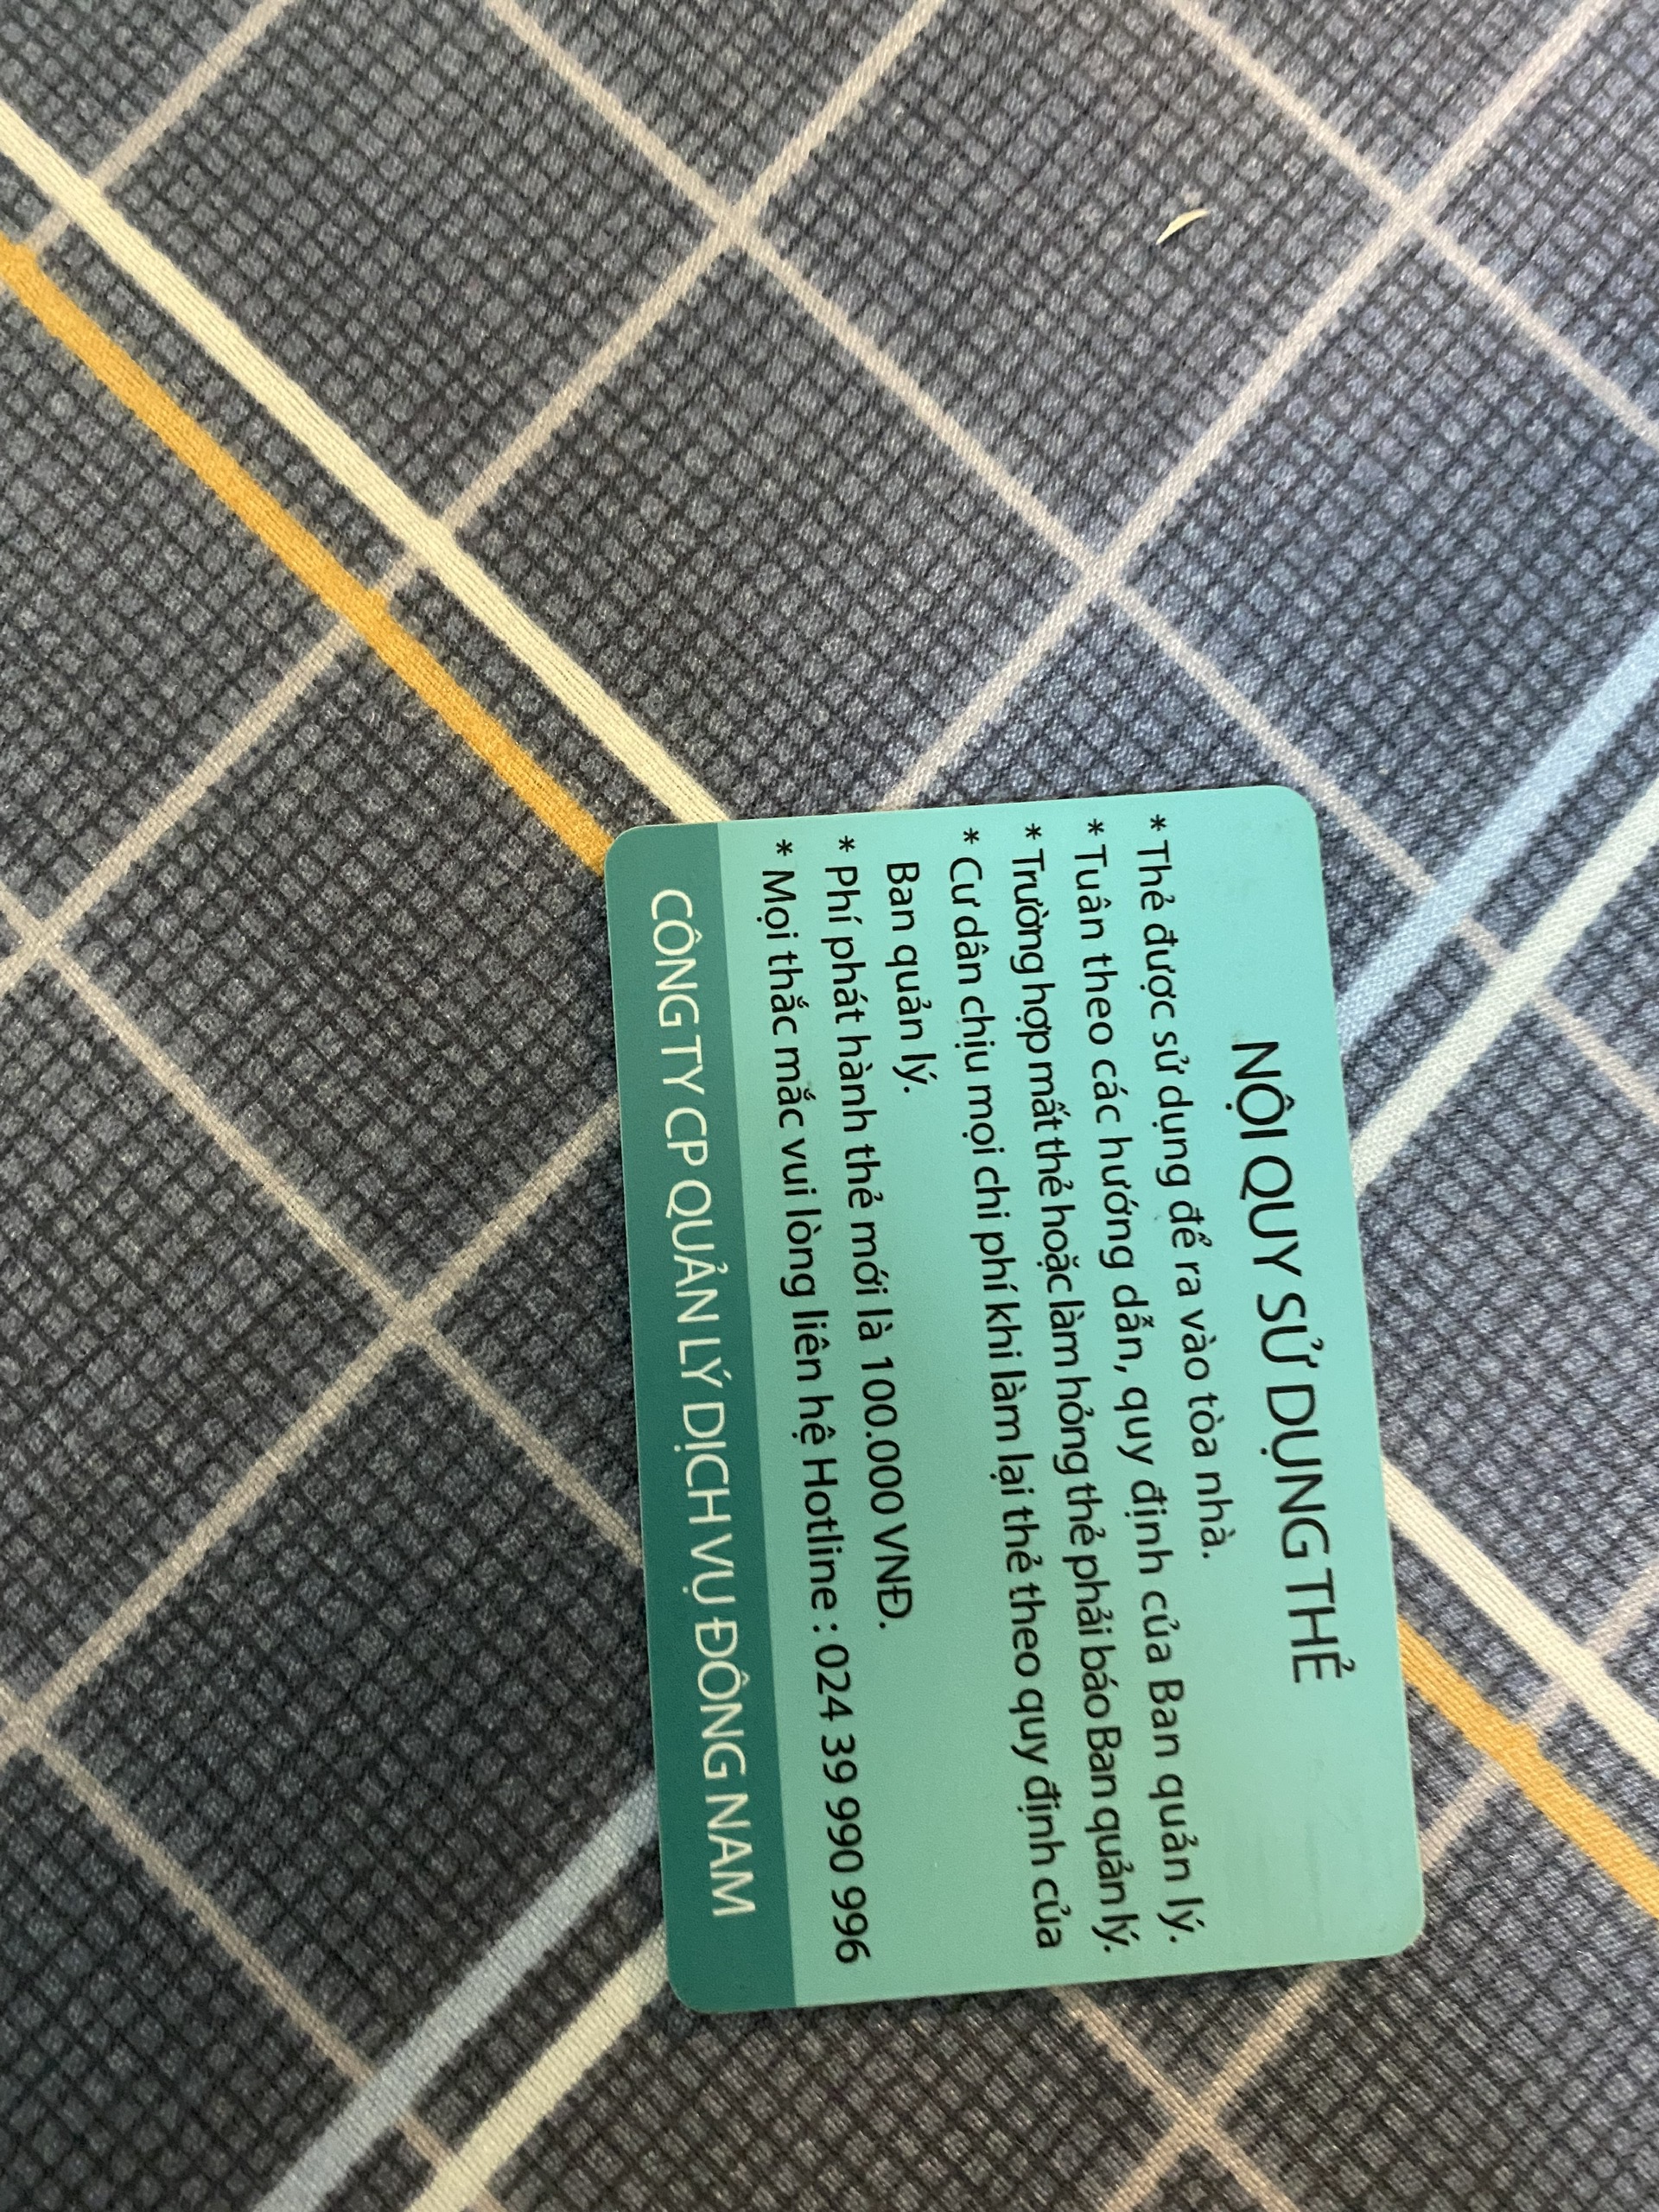 NỘI QUY SỬ DỤNG THẺ
* Thẻ được sử dụng để ra vào tòa nhà.
* Tuân theo các hướng dẫn, quy định của Ban quản lý.
* Trường hợp mất thẻ hoặc làm hỏng thẻ phải báo Ban quản lý.
* Cư dân chịu mọi chi phí khi làm lại thẻ theo quy định của
Ban quản lý.
* Phí phát hành thẻ mới là 100.000 VNĐ.
* Mọi thắc mắc vui lòng liên hệ Hotline : 024 39 990 996
CÔNG TY CP QUẢN LÝ DỊCH VỤ ĐÔNG NAM